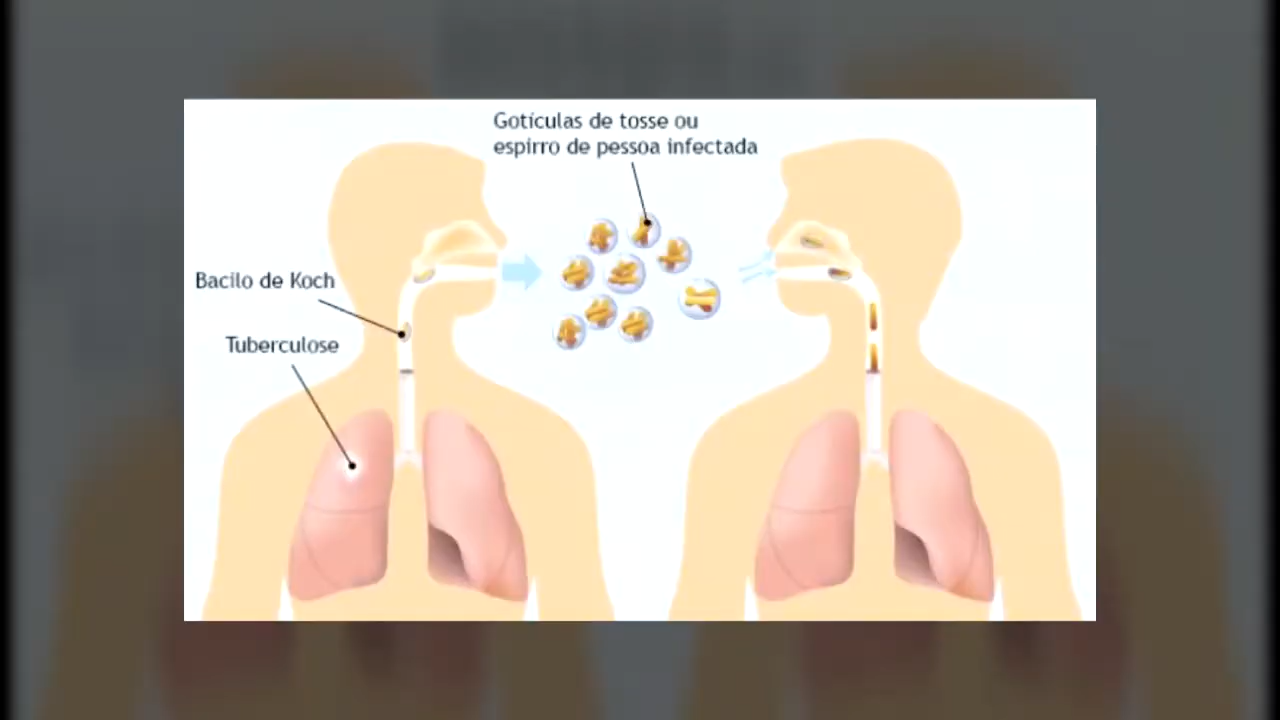 Gotículas de tosse ou
espirro de pessoa infectada
Bacilo de Koch
Tuberculose